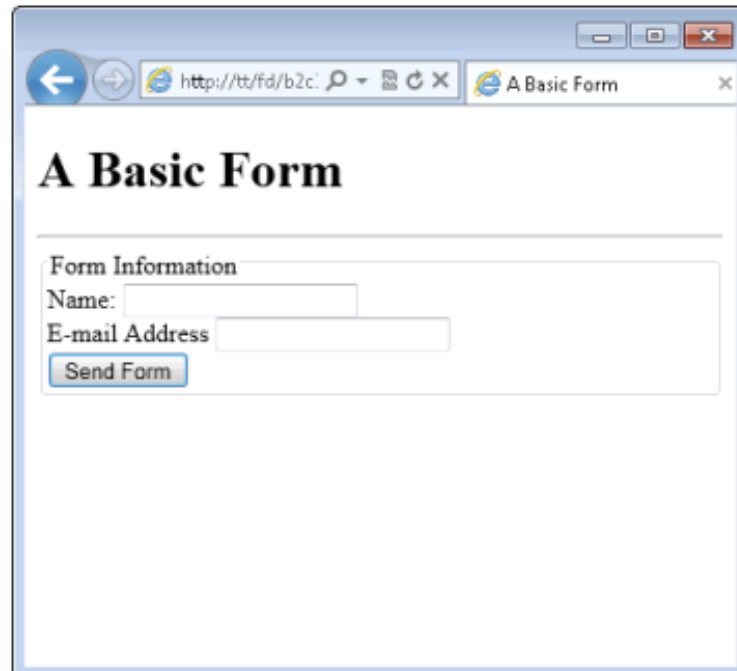 http://tt/fd/b2c: A Basic Form
A Basic Form
Form Information
Name:
E-mail Address
Send Form